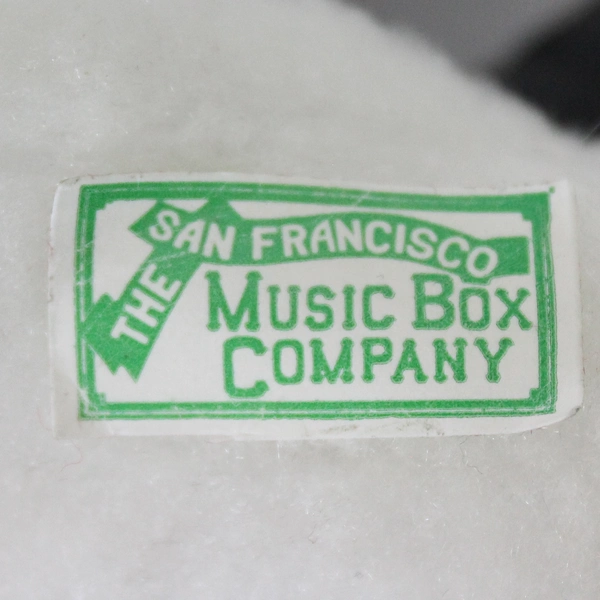 THE
SAN FRANCISCO
MUSIC BOX
COMPANY